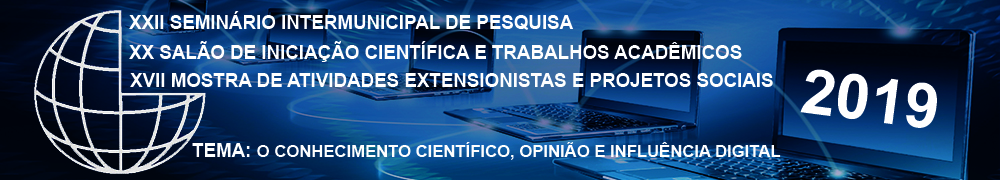 XXII SEMINÁRIO INTERMUNICIPAL DE PESQUISA
XX SALÃO DE INICIAÇÃO CIENTÍFICA E TRABALHOS ACADÊMICOS
XVII MOSTRA DE ATIVIDADES EXTENSIONISTAS E PROJETOS SOCIAIS
2019
TEMA: O CONHECIMENTO CIENTÍFICO, OPINIÃO E INFLUÊNCIA DIGITAL